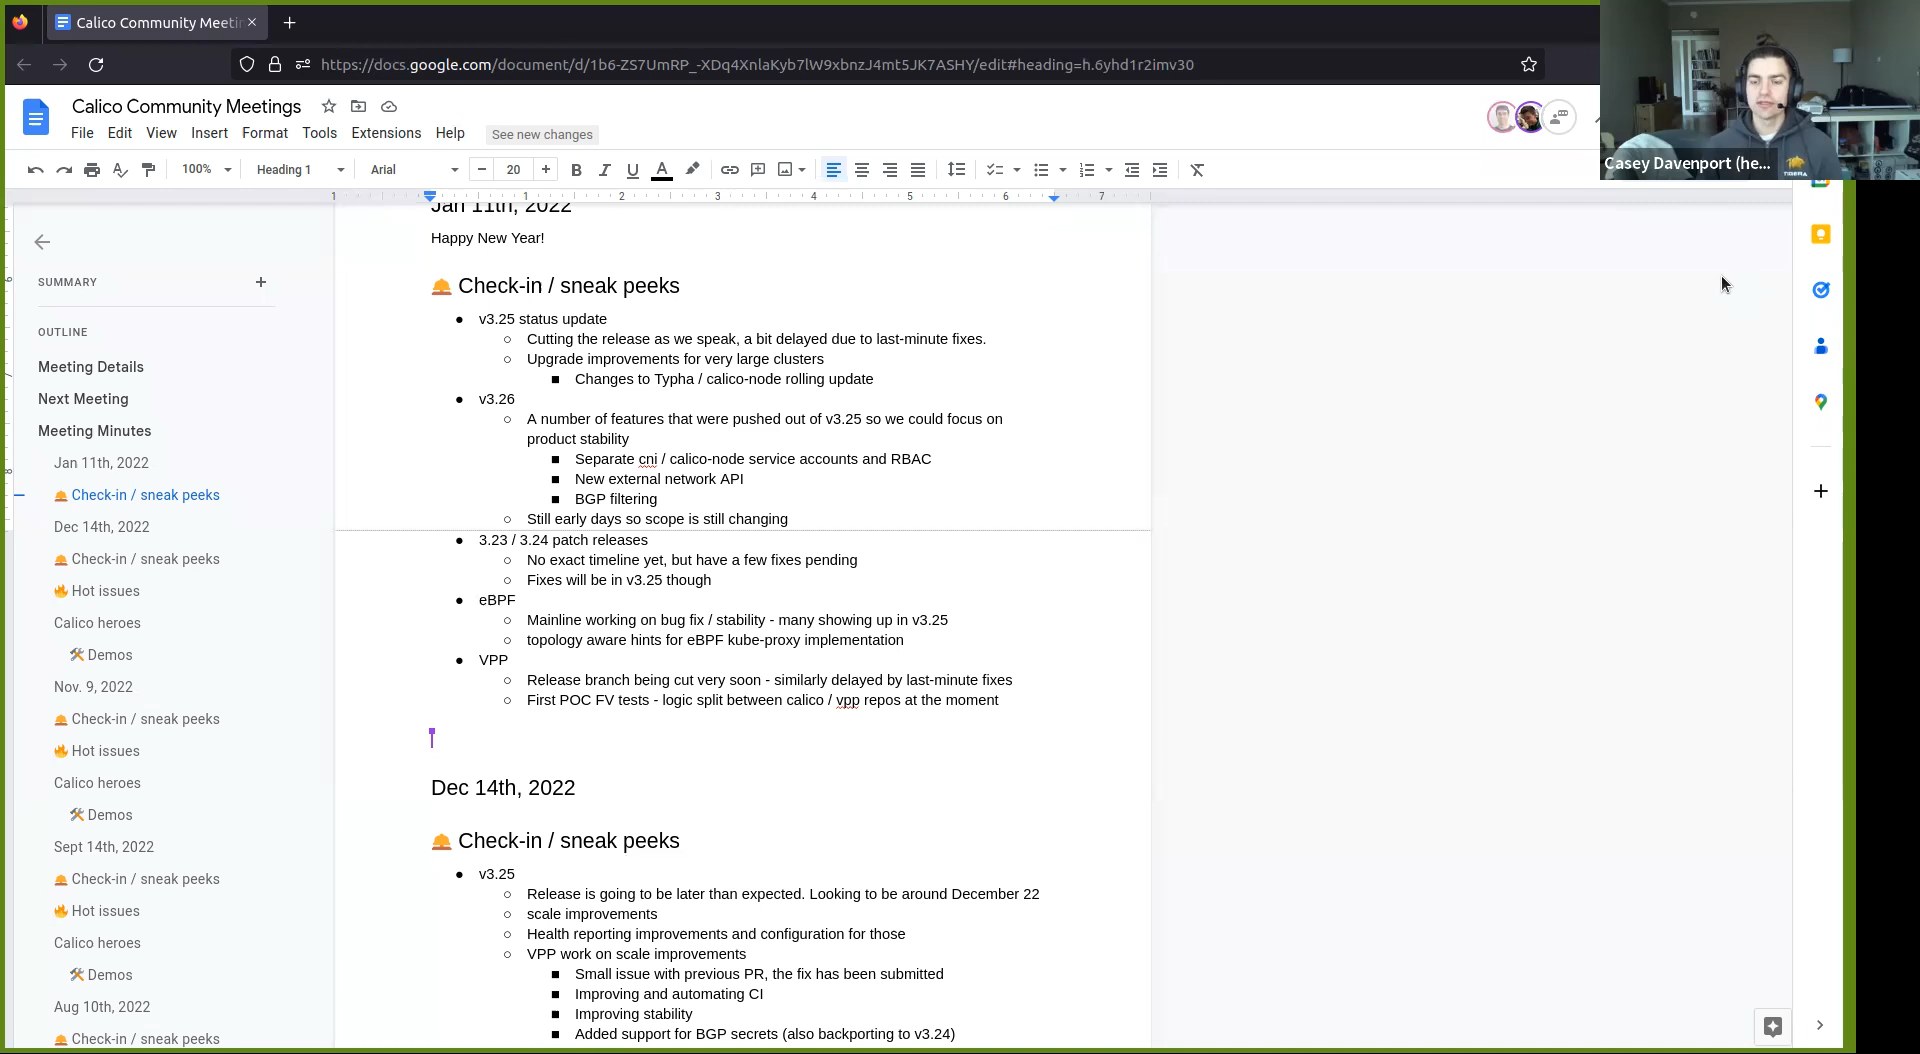 Calico Community Meetin
https://docs.google.com/document/d/1b6-ZS7UmRP_-XDq4XnlaKyb7lW9xbnzJ4mt5JK7ASHY/edit#heading=h.6yhd1r2imv30
Casey Davenport (he...
TIGERA
Calico Community Meetings
File Edit View Insert Format Tools Extensions Help See new changes
100% Heading 1 Arial 20
1 1 2 3 4 5 6 7
SUMMARY
OUTLINE
Meeting Details
Next Meeting
Meeting Minutes
Jan 11th, 2022
Check-in / sneak peeks
Dec 14th, 2022
Check-in / sneak peeks
Hot issues
Calico heroes
Demos
Nov. 9, 2022
Check-in / sneak peeks
Hot issues
Calico heroes
Demos
Sept 14th, 2022
Check-in / sneak peeks
Hot issues
Calico heroes
Demos
Aug 10th, 2022
Check-in / sneak peeks
Jan 11th, 2022
Happy New Year!
Check-in / sneak peeks
● v3.25 status update
○ Cutting the release as we speak, a bit delayed due to last-minute fixes.
○ Upgrade improvements for very large clusters
■ Changes to Typha / calico-node rolling update
● v3.26
○ A number of features that were pushed out of v3.25 so we could focus on
product stability
■ Separate cni / calico-node service accounts and RBAC
■ New external network API
■ BGP filtering
○ Still early days so scope is still changing
● 3.23 / 3.24 patch releases
○ No exact timeline yet, but have a few fixes pending
○ Fixes will be in v3.25 though
● eBPF
○ Mainline working on bug fix / stability - many showing up in v3.25
○ topology aware hints for eBPF kube-proxy implementation
● VPP
○ Release branch being cut very soon - similarly delayed by last-minute fixes
○ First POC FV tests - logic split between calico / vpp repos at the moment
Dec 14th, 2022
Check-in / sneak peeks
● v3.25
○ Release is going to be later than expected. Looking to be around December 22
○ scale improvements
○ Health reporting improvements and configuration for those
○ VPP work on scale improvements
■ Small issue with previous PR, the fix has been submitted
■ Improving and automating CI
■ Improving stability
■ Added support for BGP secrets (also backporting to v3.24)